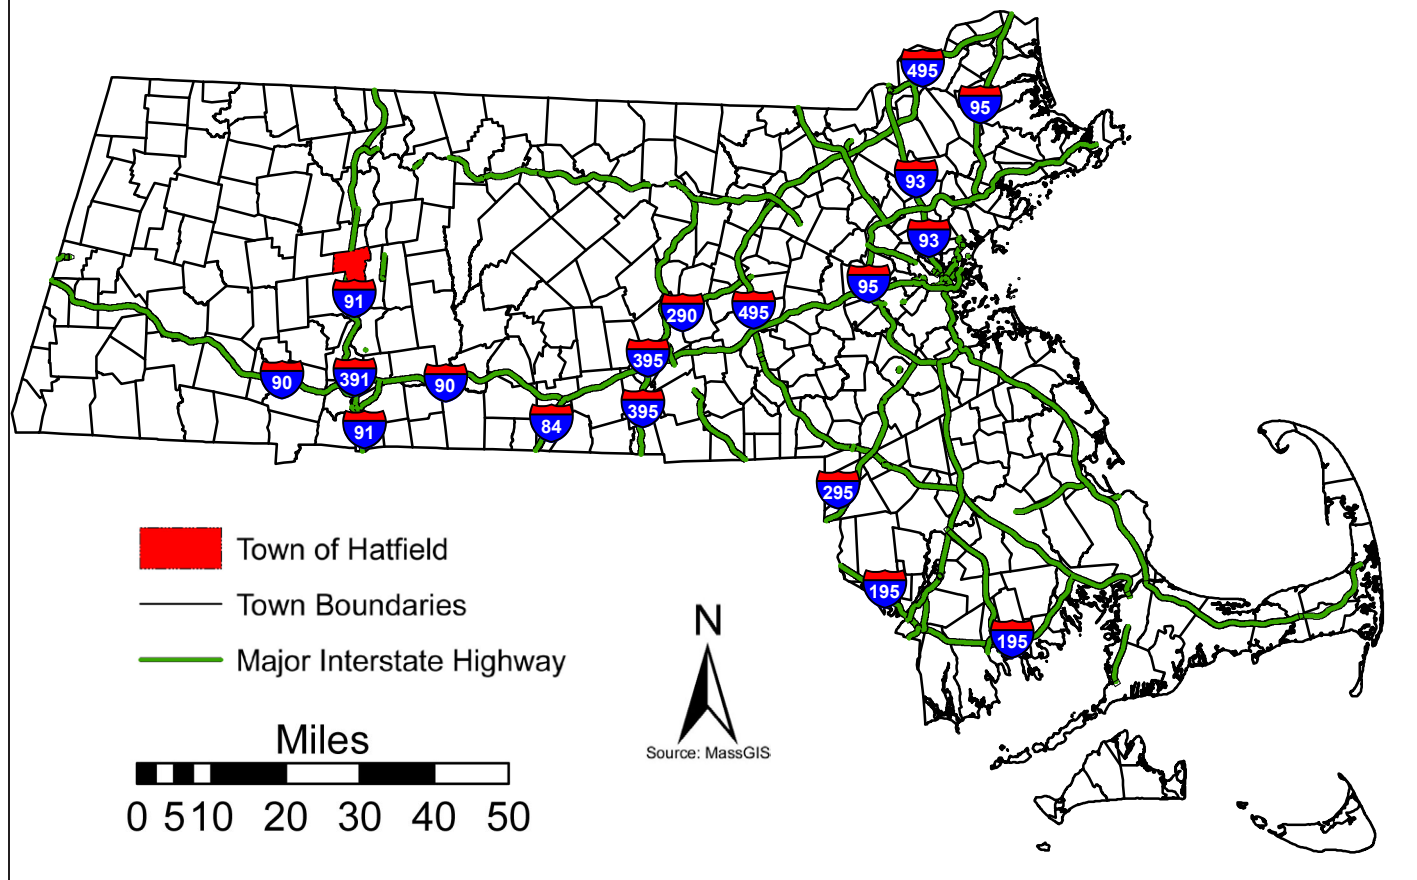 495
95
93
93
95
91
290
495
395
90
391
90
395
84
91
295
195
195
Town of Hatfield
Town Boundaries
Major Interstate Highway
N
Source: MassGIS
Miles
0 5 10 20 30 40 50